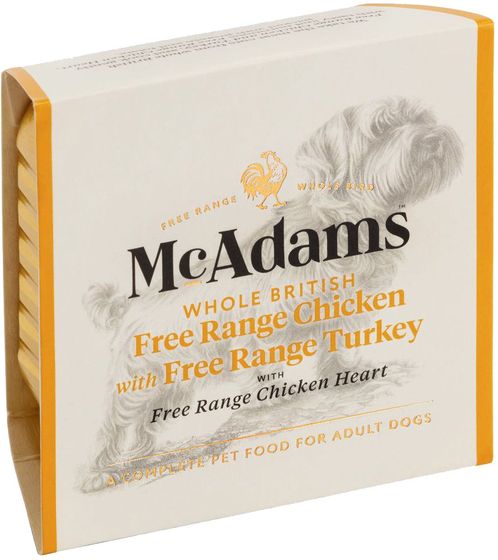 FREE RANGE WHOLE BIRD
McAdams™
WHOLE BRITISH
Free Range Chicken
with Free Range Turkey
WITH
Free Range Chicken Heart
A COMPLETE PET FOOD FOR ADULT DOGS